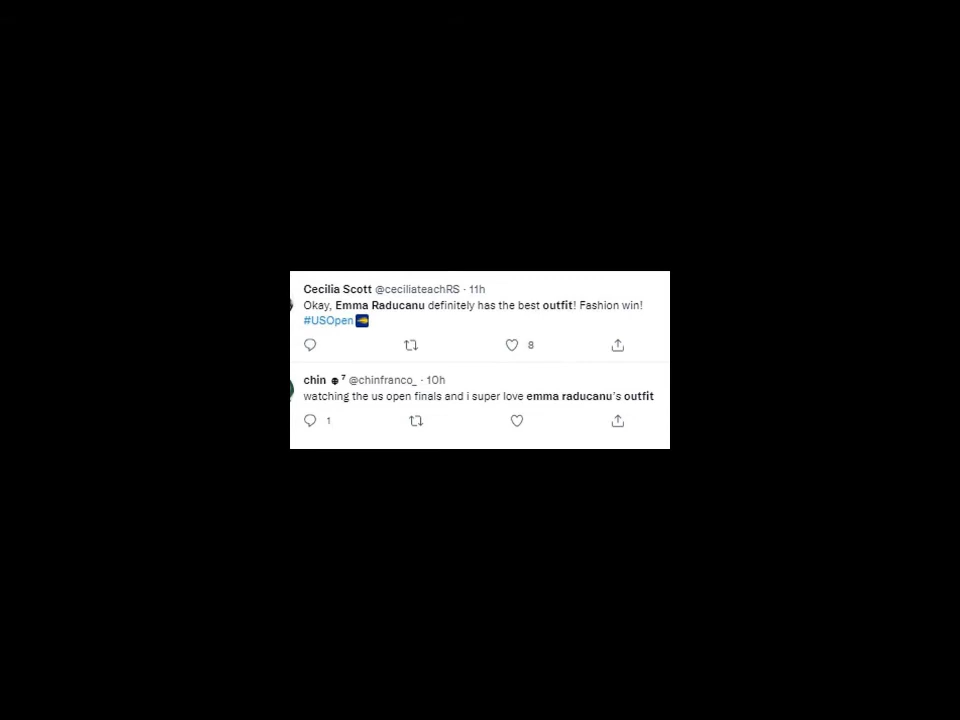 Cecilia Scott @ceciliateachRS · 11h
Okay, Emma Raducanu definitely has the best outfit! Fashion win!
#USOpen
8
chin 7 @chinfranco_ · 10h
watching the us open finals and i super love emma raducanu's outfit
1